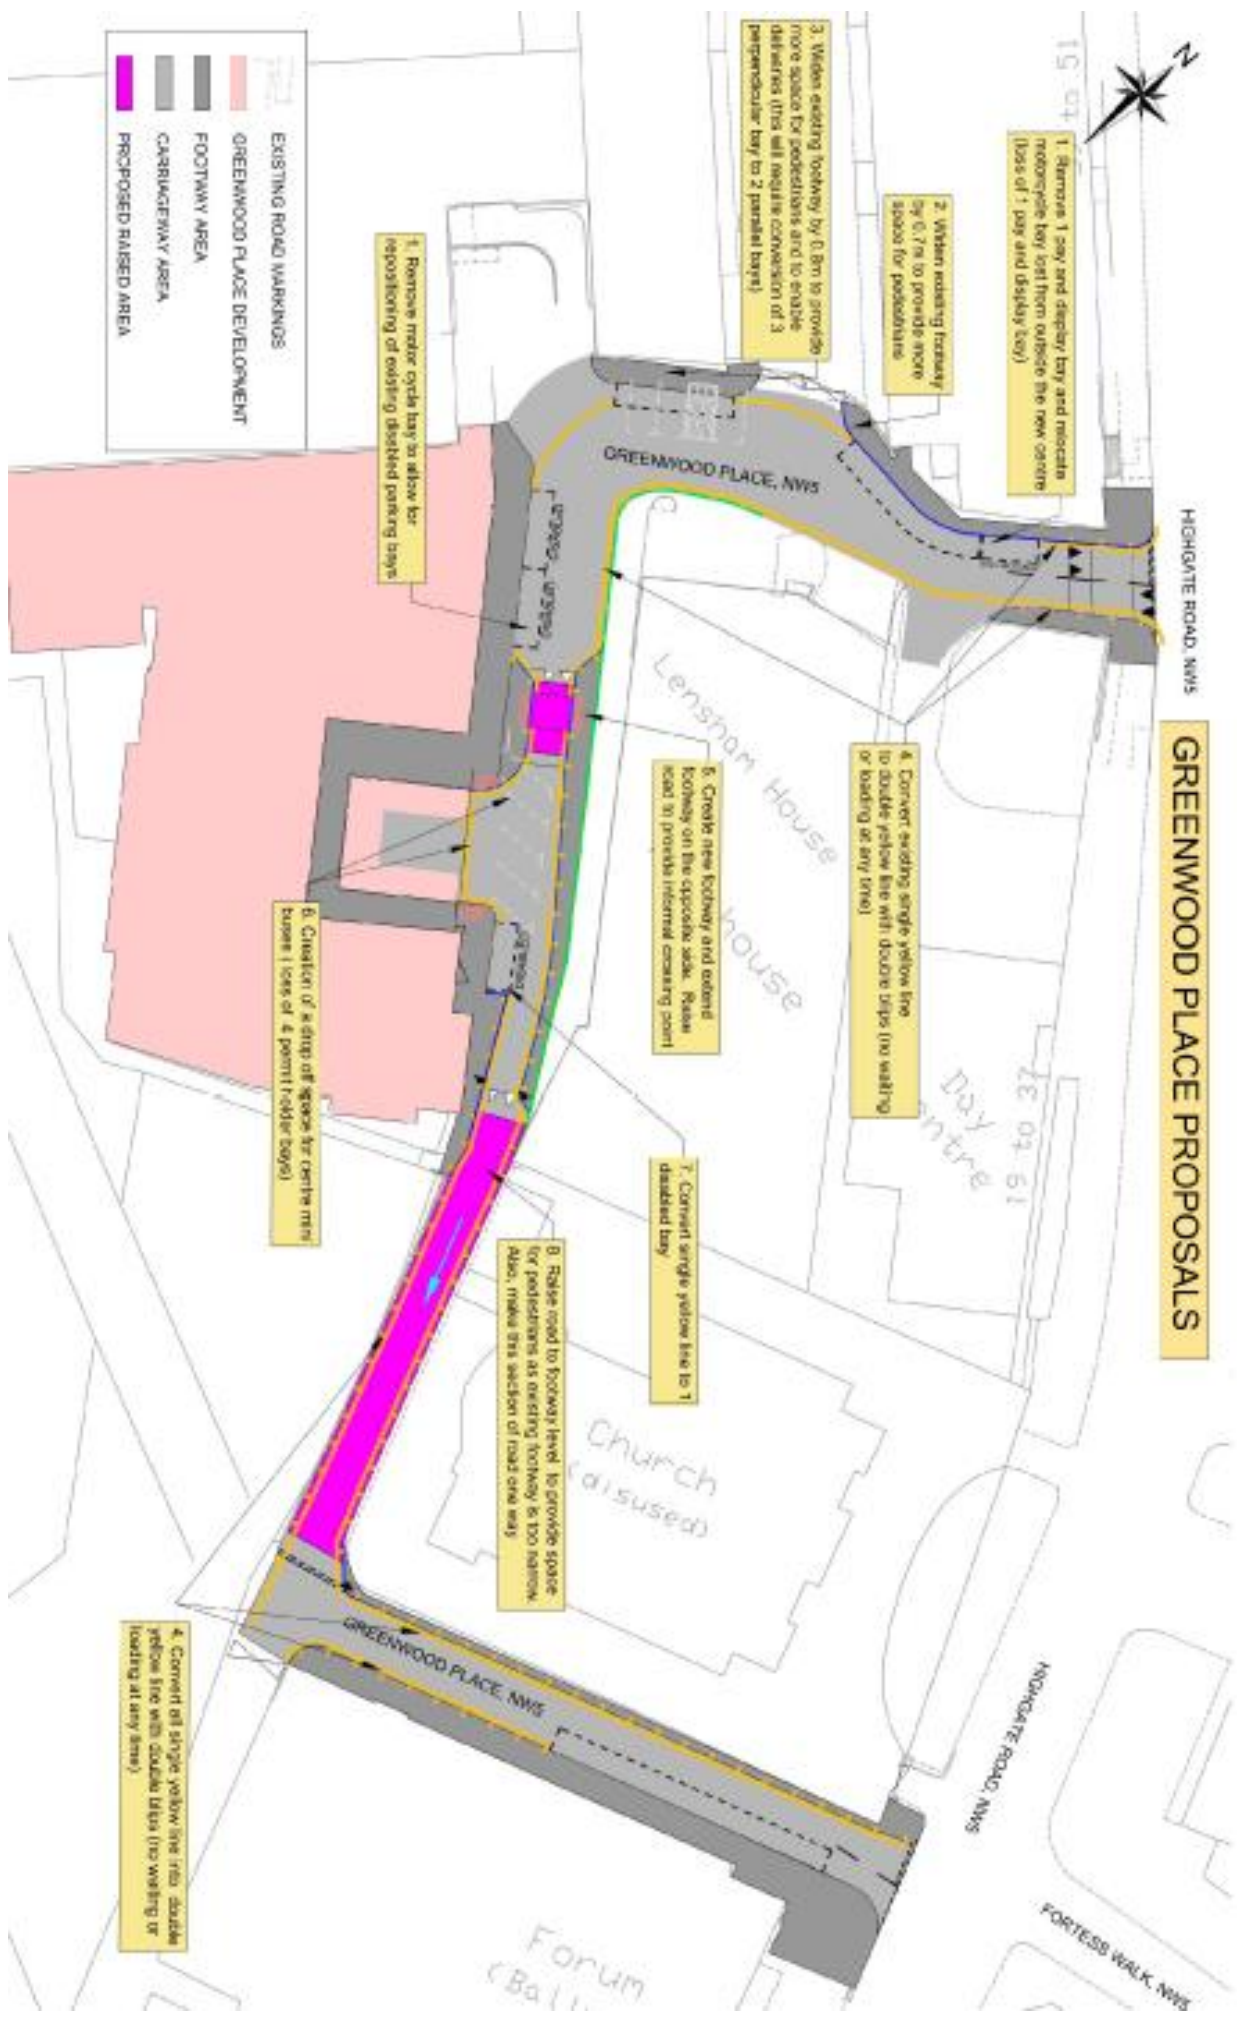 GREENWOOD PLACE PROPOSALS
N
HIGHGATE ROAD, NW5
1. Remove 1 pay and display bay and relocate
motorcycle bay lost from outside the new centre
(loss of 1 pay and display bay)
2. Widen existing footway
by 0.7m to provide more
space for pedestrians
3. Widen existing footway by 0.8m to provide
more space for pedestrians and to enable
deliveries (this will require conversion of 3
perpendicular bay to 2 parallel bays)
4. Convert existing single yellow line
to double yellow line with double blips (no waiting
or loading at any time)
5. Create new footway and extend
footway on the opposite side. Raise
road to provide informal crossing point
7. Convert single yellow line to 1
disabled bay
8. Raise road to footway level to provide space
for pedestrians as existing footway is too narrow.
Also, make this section of road one way
1. Remove motor cycle bay to allow for
repositioning of existing disabled parking bays
6. Creation of a drop off space for centre mini
buses ( loss of 4 permit holder bays)
4. Convert all single yellow line into double
yellow line with double blips (no waiting or
loading at any time)
GREENWOOD PLACE, NW5
DISABLED
DISABLED
DISABLED
GREENWOOD PLACE, NW5
HIGHGATE ROAD, NW5
FORTESS WALK, NW5
to 51
19 to 37
Lensham House
house
Day
entre
Church
(disused)
Forum
(Ball
EXISTING ROAD MARKINGS
GREENWOOD PLACE DEVELOPMENT
FOOTWAY AREA
CARRIAGEWAY AREA
PROPOSED RAISED AREA